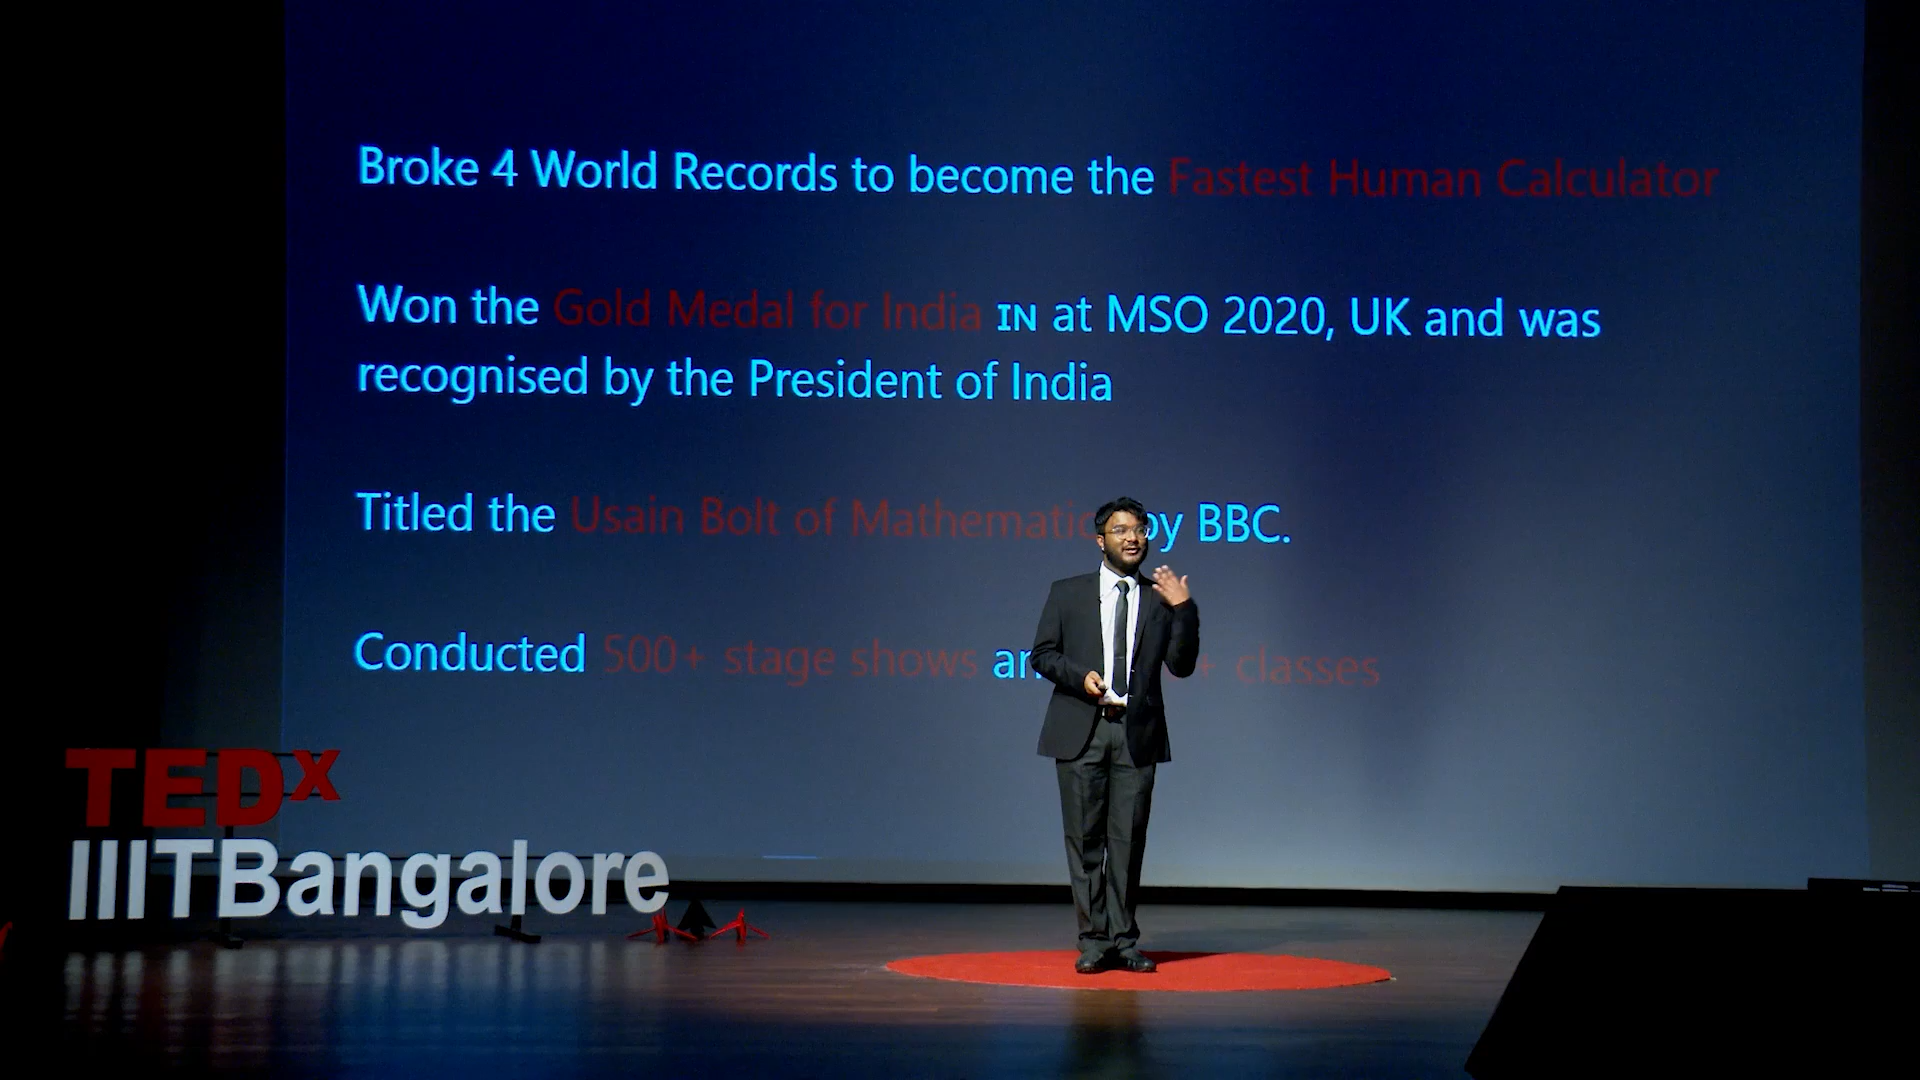 Broke 4 World Records to become the Fastest Human Calculator
Won the Gold Medal for India IN at MSO 2020, UK and was
recognised by the President of India
Titled the Usain Bolt of by BBC.
Conducted 500+ stage shows classes
TEDx
IIITBangalore